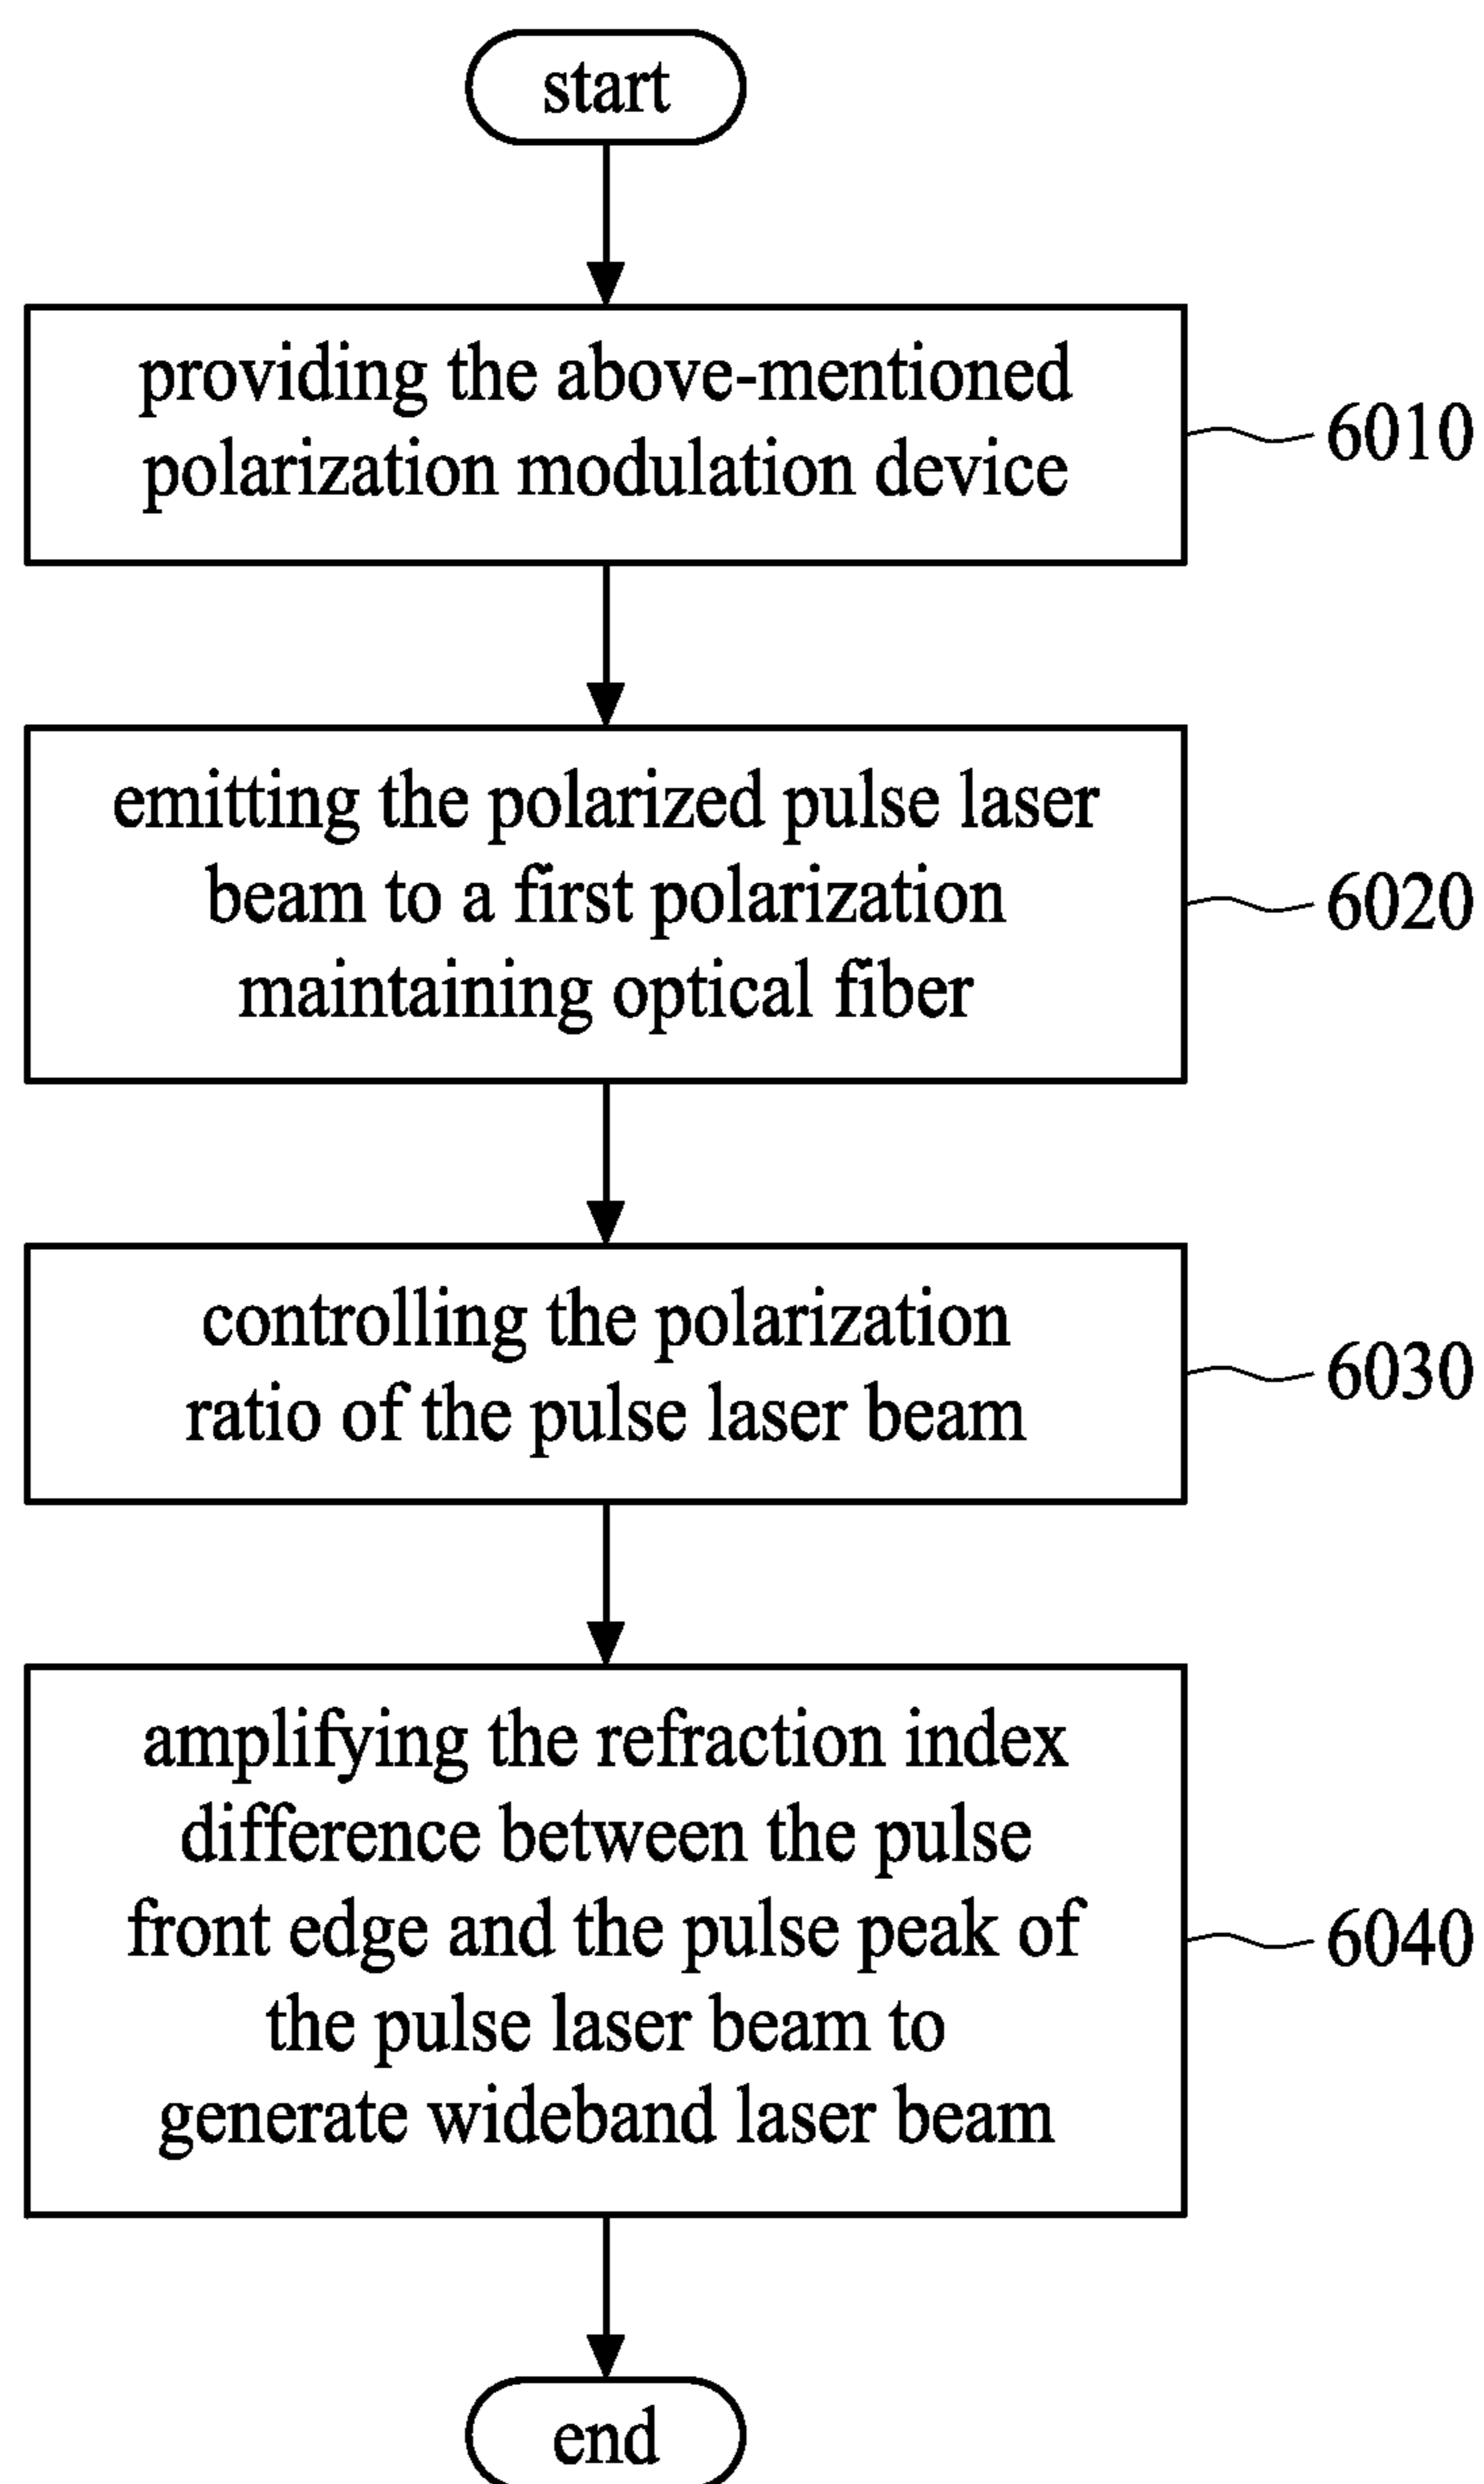 start
providing the above-mentioned
polarization modulation device
6010
emitting the polarized pulse laser
beam to a first polarization
maintaining optical fiber
6020
controlling the polarization
ratio of the pulse laser beam
6030
amplifying the refraction index
difference between the pulse
front edge and the pulse peak of
the pulse laser beam to
generate wideband laser beam
6040
end